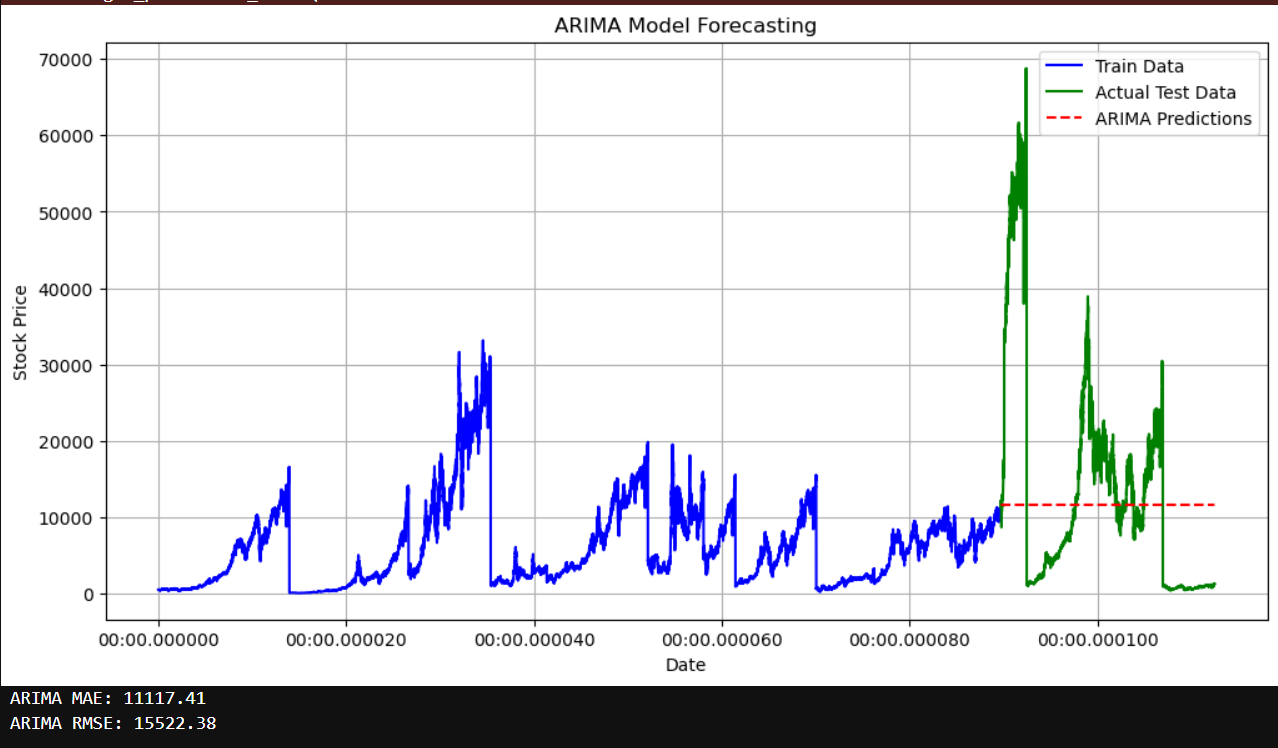 ARIMA Model Forecasting
Train Data
Actual Test Data
ARIMA Predictions
70000
60000
50000
40000
30000
20000
10000
0
Stock Price
00:00.000000
00:00.000020
00:00.000040
00:00.000060
00:00.000080
00:00.000100
Date
ARIMA MAE: 11117.41
ARIMA RMSE: 15522.38